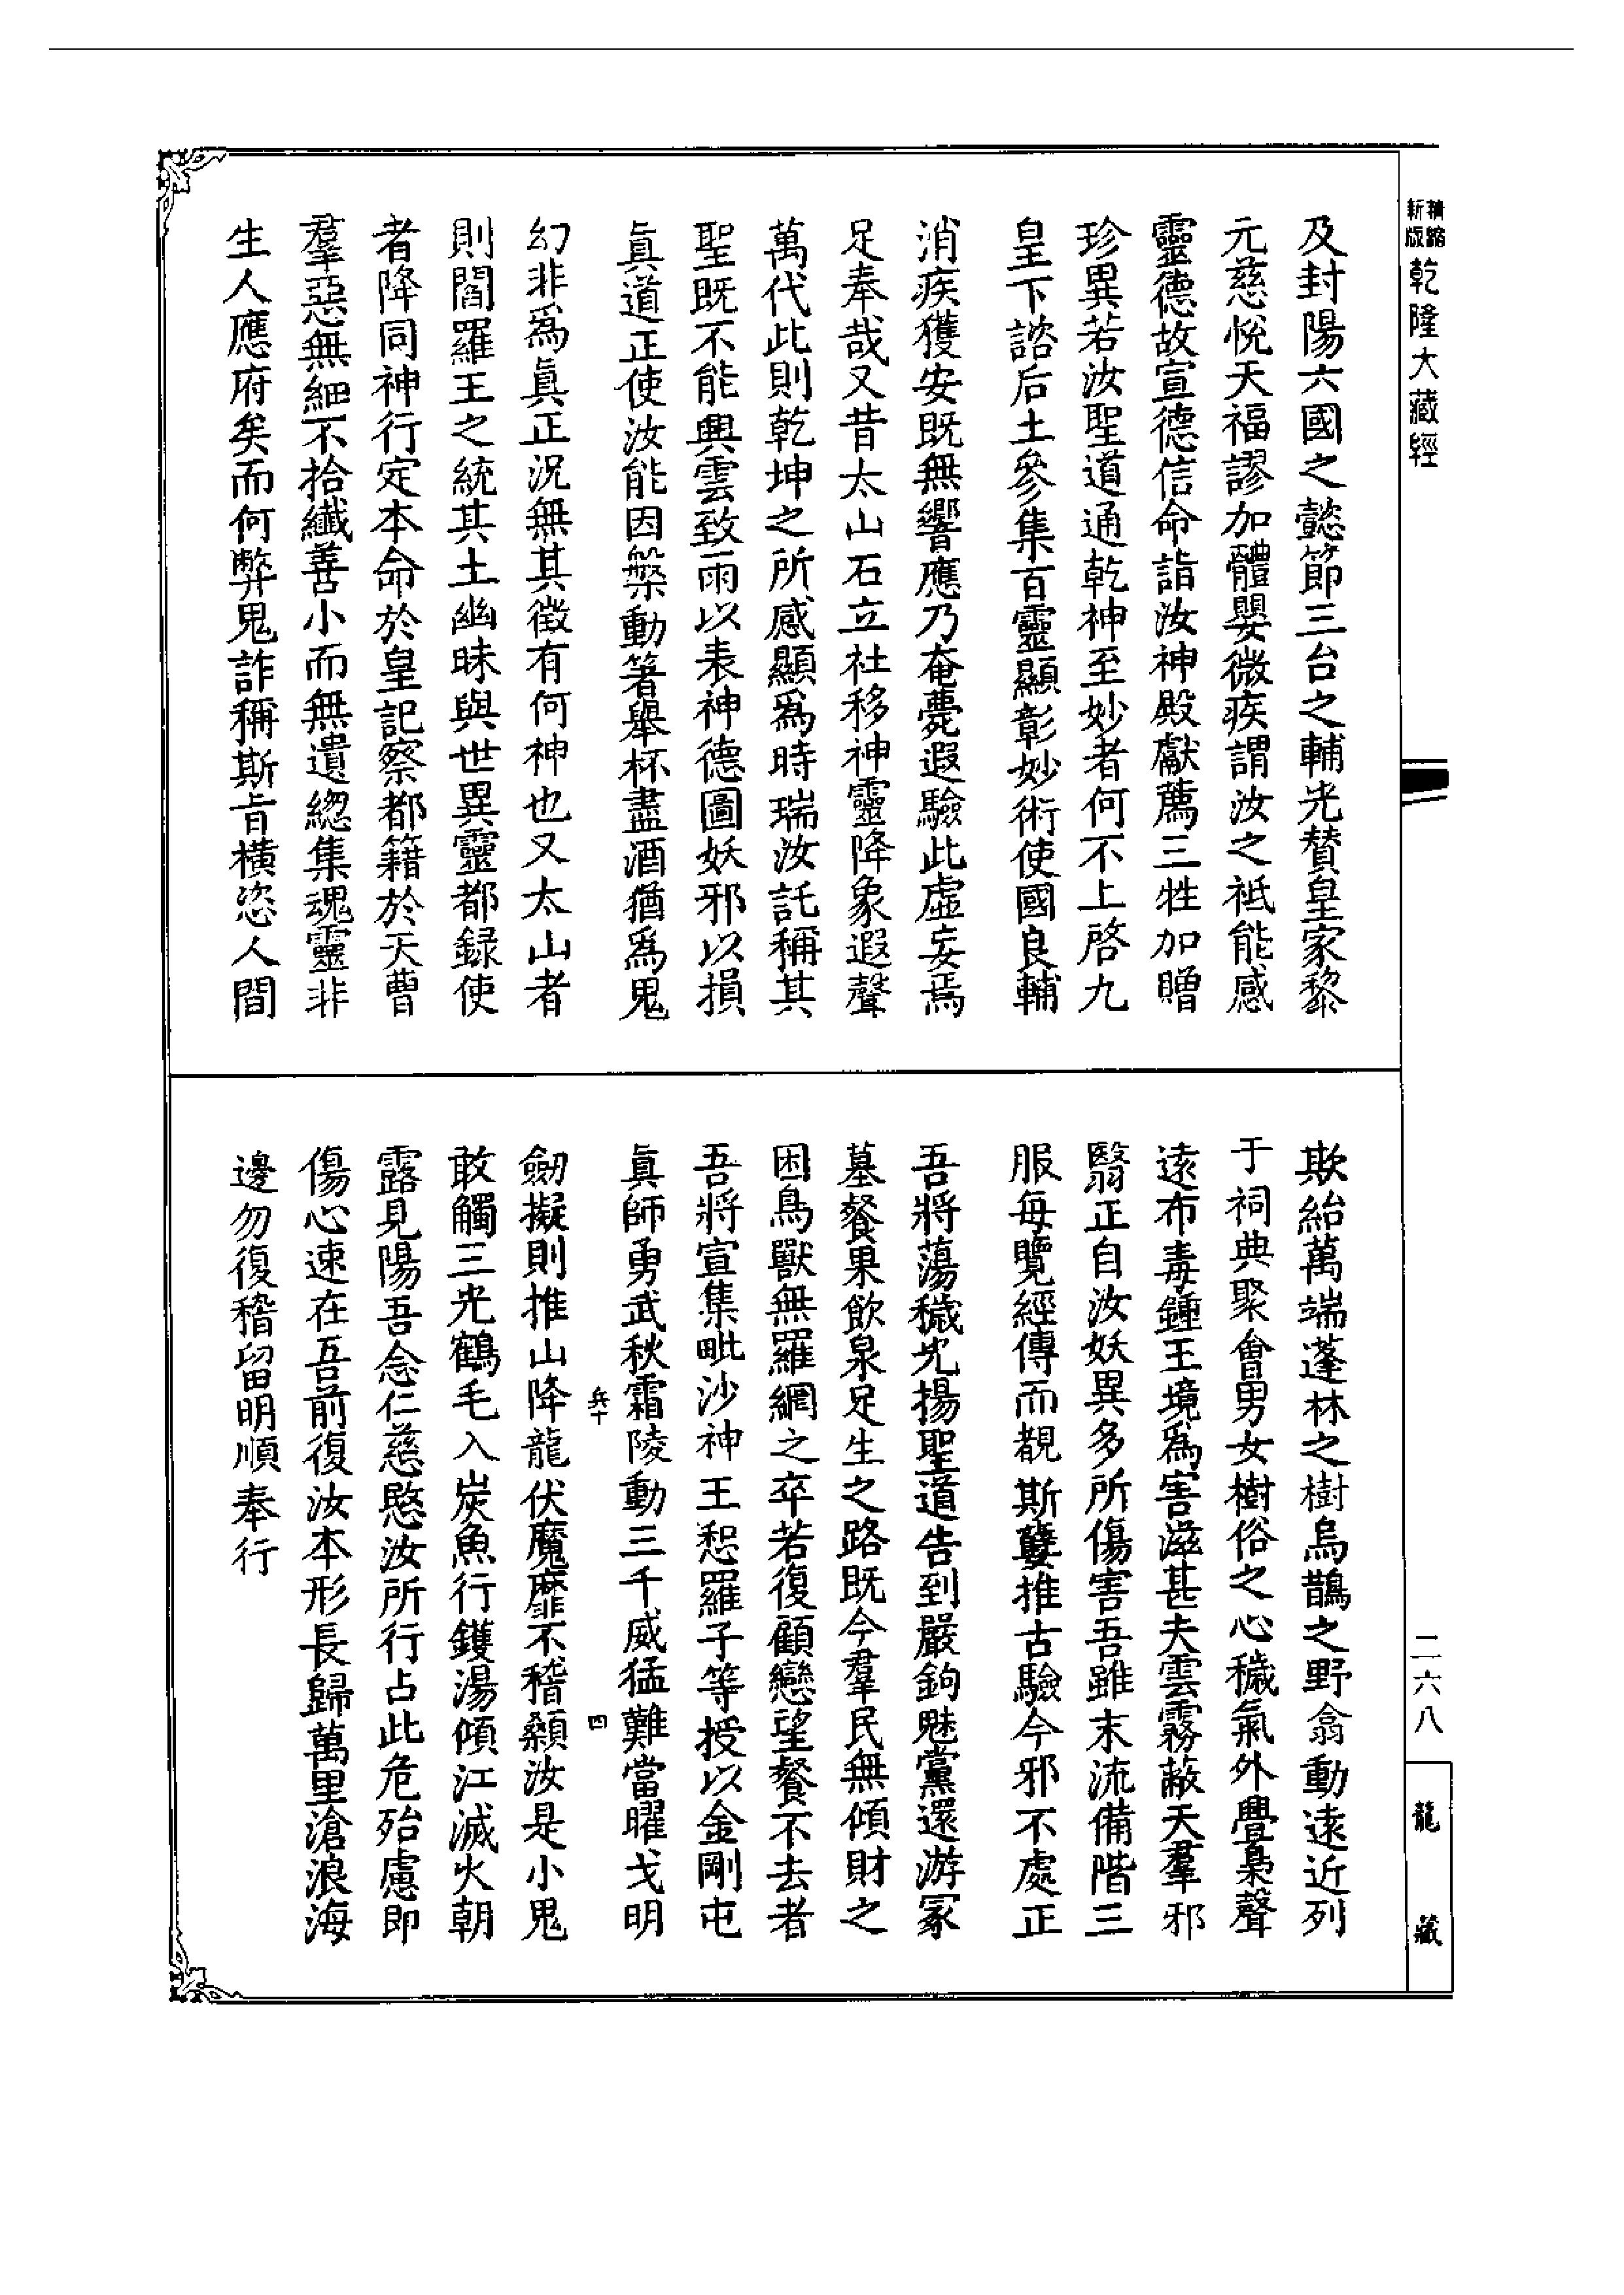 精縮
新版
乾隆大藏經
及封陽六國之懿節三台之輔光贊皇家黎
元慈悅天福謬加體嬰微疾謂汝之祗能感
靈德故宣德信命詣汝神殿獻薦三牲加贈
珍異若汝聖道通乾神至妙者何不上啓九
皇下諮后土參集百靈顯彰妙術使國良輔
消疾獲安既無響應乃奄薨遐驗此虛妄焉
足奉哉又昔太山石立社移神靈降象遐聲
萬代此則乾坤之所感顯爲時瑞汝託稱其
聖既不能興雲致雨以表神德圖妖邪以損
眞道正使汝能因槃動箸舉杯盡酒猶爲鬼
幻非爲眞正況無其徵有何神也又太山者
則閻羅王之統其土幽昧與世異靈都録使
者降同神行定本命於皇記察都籍於天曹
羣惡無細不拾纖善小而無遺總集魂靈非
生人應府矣而何弊鬼詐稱斯旨橫恣人間
欺紿萬端蓬林之樹烏鵲之野翕動遠近列
于祠典聚會男女樹俗之心穢氣外疊梟聲
遠布毒鍾王境爲害滋甚夫雲霧蔽天羣邪
翳正自汝妖異多所傷害吾雖末流備階三
服每覽經傳而覩斯孽推古驗今邪不處正
吾將蕩穢光揚聖道告到嚴鉤魅黨還游冢
墓餐果飲泉足生之路既令羣民無傾財之
困鳥獸無羅網之卒若復顧戀望餐不去者
吾將宣集毗沙神王惒羅子等授以金剛屯
眞師勇武秋霜陵動三千威猛難當曜戈明
兵十
四
劒擬則推山降龍伏魔靡不稽顙汝是小鬼
敢觸三光鶴毛入炭魚行鑊湯傾江滅火朝
露見陽吾念仁慈愍汝所行占此危殆慮即
傷心速在吾前復汝本形長歸萬里滄浪海
邊勿復稽留明順奉行
二六八
龍
藏